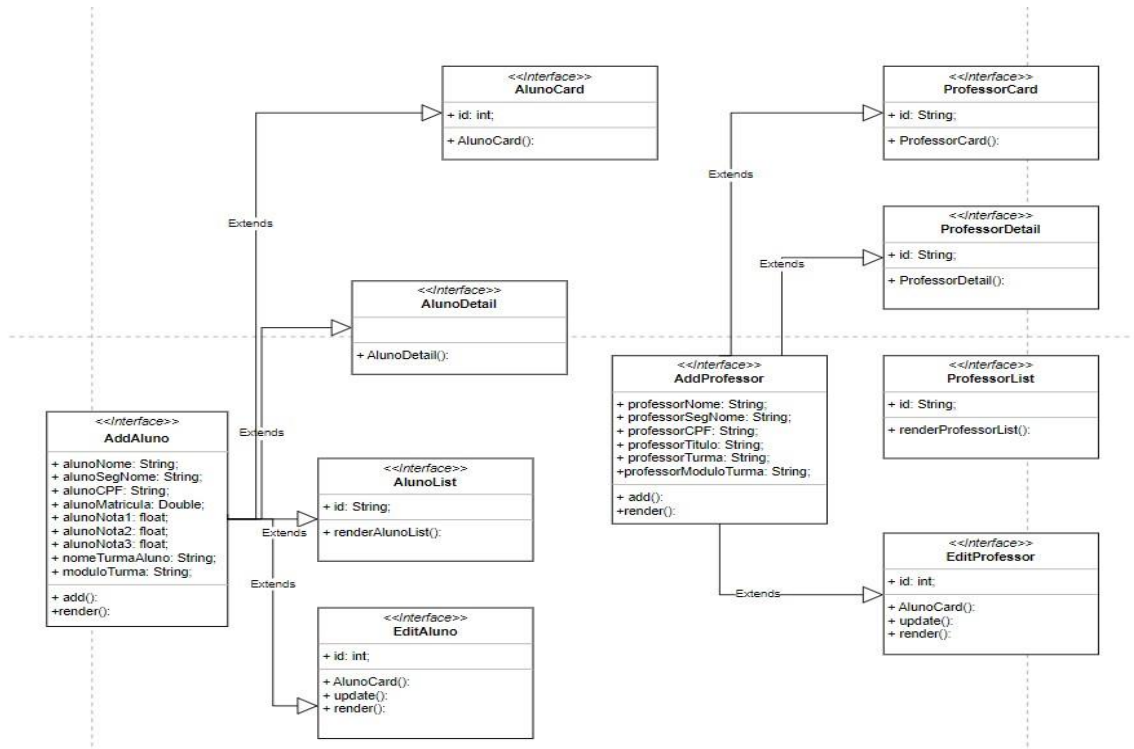 <<Interface>>
AlunoCard
+ id: int;
+ AlunoCard():
<<Interface>>
ProfessorCard
+ id: String;
+ ProfessorCard():
Extends
Extends
<<Interface>>
ProfessorDetail
+ id: String;
+ ProfessorDetail():
Extends
<<Interface>>
AlunoDetail
+ AlunoDetail():
<<Interface>>
AddProfessor
+ professorNome: String;
+ professorSegNome: String;
+ professorCPF: String;
+ professorTitulo: String;
+ professorTurma: String;
+professorModuloTurma: String;
+ add():
+render():
<<Interface>>
ProfessorList
+ id: String;
+ renderProfessorList():
<<Interface>>
AddAluno
+ alunoNome: String;
+ alunoSegNome: String;
+ alunoCPF: String;
+ alunoMatricula: Double;
+ alunoNota1: float;
+ alunoNota2: float;
+ alunoNota3: float;
+ nomeTurmaAluno: String;
+ moduloTurma: String;
+ add():
+render():
Extends
<<Interface>>
AlunoList
+ id: String;
+ renderAlunoList():
Extends
Extends
<<Interface>>
EditAluno
+ id: int;
+ AlunoCard():
+ update():
+ render():
Extends
<<Interface>>
EditProfessor
+ id: int;
+ AlunoCard():
+ update():
+ render():